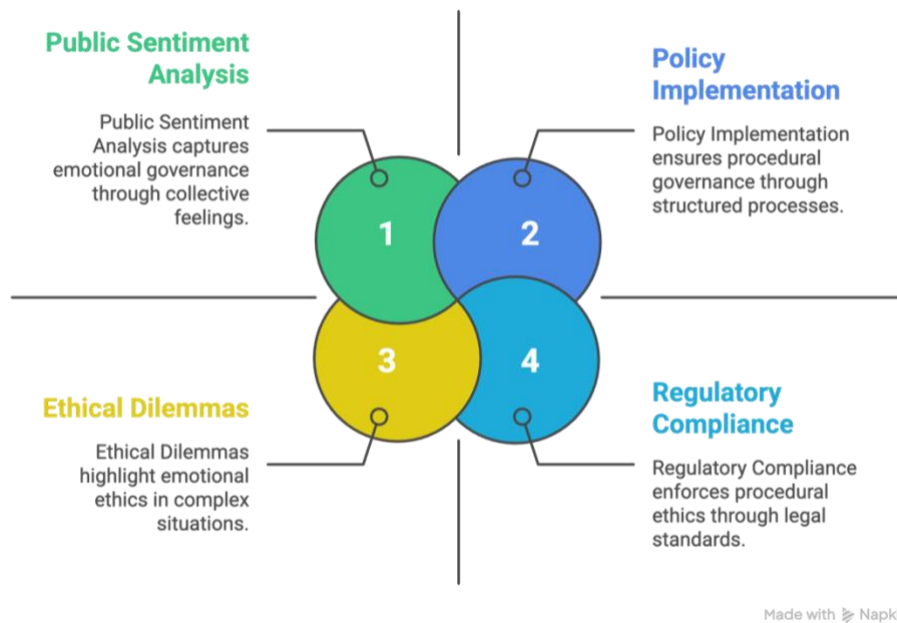 Public Sentiment
Analysis
Public Sentiment
Analysis captures
emotional governance
through collective
feelings.
Policy
Implementation
Policy Implementation
ensures procedural
governance through
structured processes.
1
2
3
4
Ethical Dilemmas
Ethical Dilemmas
highlight emotional
ethics in complex
situations.
Regulatory
Compliance
Regulatory Compliance
enforces procedural
ethics through legal
standards.
Made with Napk